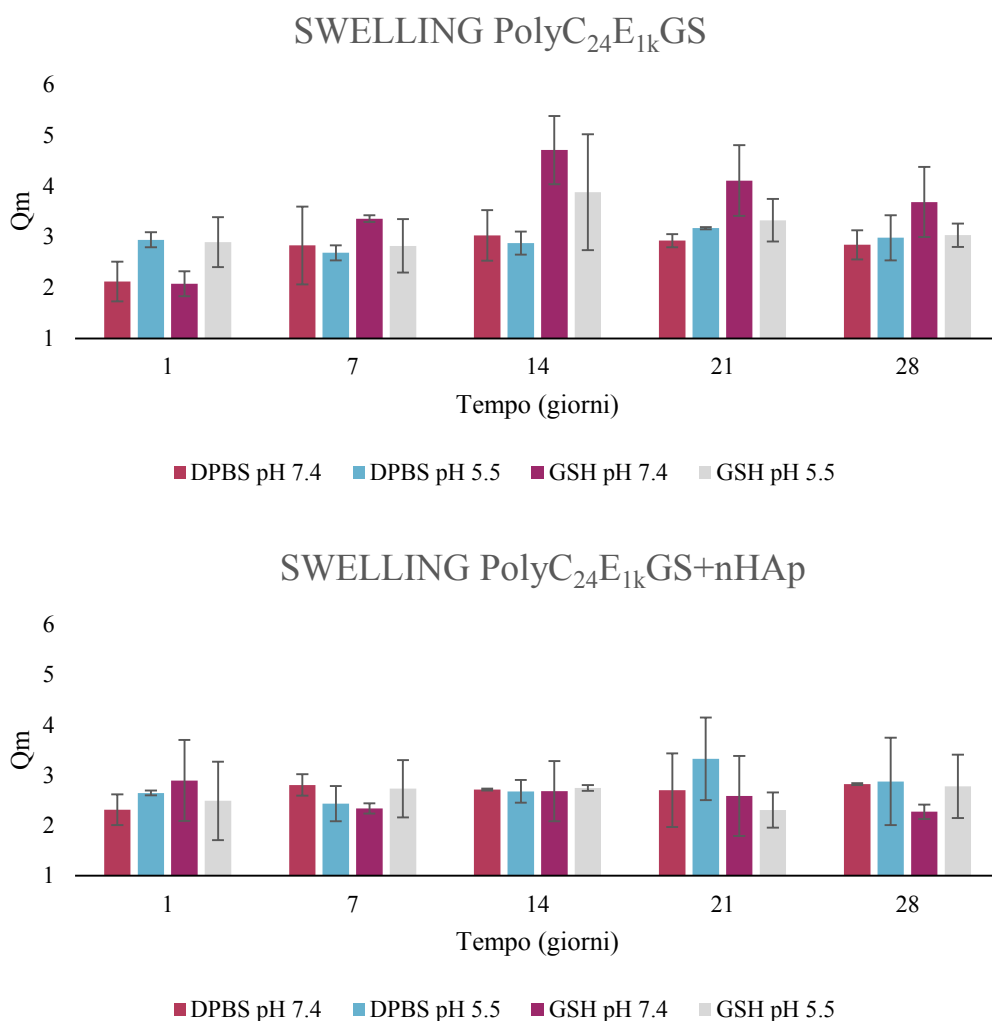 SWELLING PolyC₂₄E₁ₖGS
6
5
4
3
2
1
Qm
1 7 14 21 28
Tempo (giorni)
DPBS pH 7.4 DPBS pH 5.5 GSH pH 7.4 GSH pH 5.5
SWELLING PolyC₂₄E₁ₖGS+nHAp
6
5
4
3
2
1
Qm
1 7 14 21 28
Tempo (giorni)
DPBS pH 7.4 DPBS pH 5.5 GSH pH 7.4 GSH pH 5.5